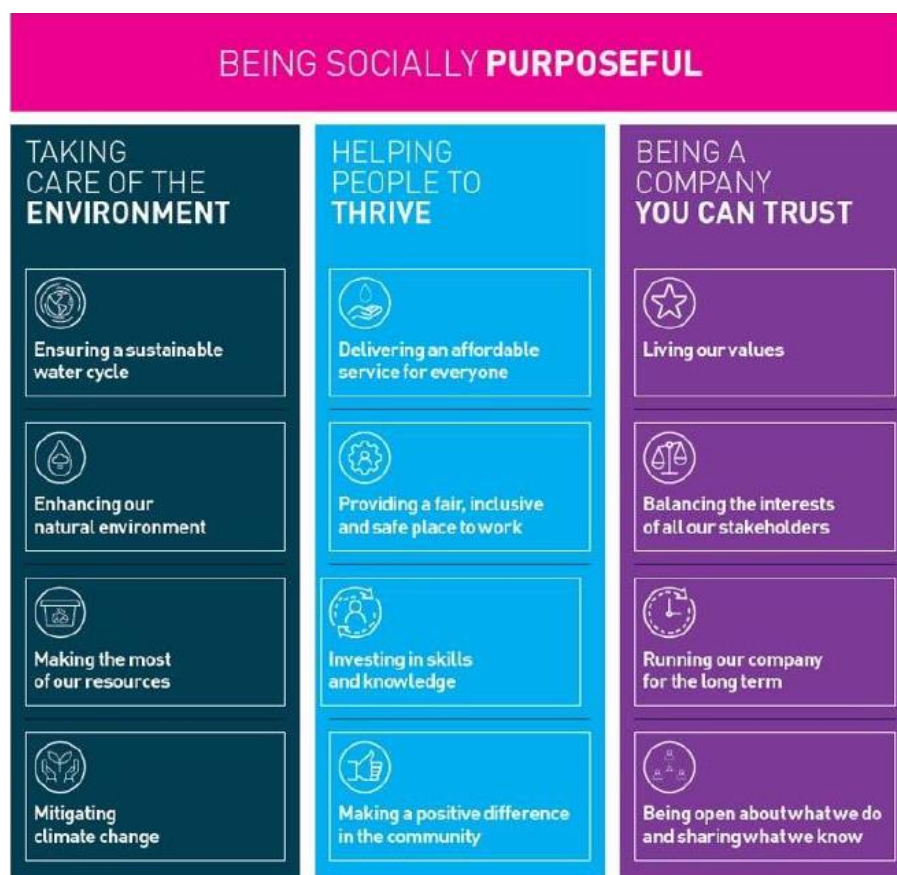 BEING SOCIALLY PURPOSEFUL
TAKING
CARE OF THE
ENVIRONMENT
Ensuring a sustainable
water cycle
Enhancing our
natural environment
Making the most
of our resources
Mitigating
climate change
HELPING
PEOPLE TO
THRIVE
Delivering an affordable
service for everyone
Providing a fair, inclusive
and safe place to work
Investing in skills
and knowledge
Making a positive difference
in the community
BEING A
COMPANY
YOU CAN TRUST
Living our values
Balancing the interests
of all our stakeholders
Running our company
for the long term
Being open about what we do
and sharing what we know